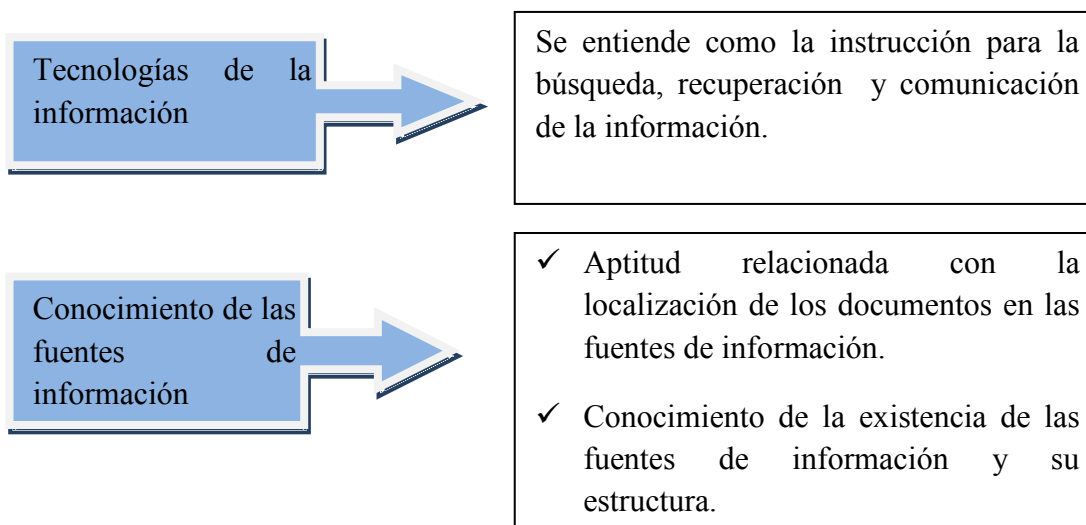 Tecnologías de la
información
Se entiende como la instrucción para la
búsqueda, recuperación y comunicación
de la información.
Conocimiento de las
fuentes de
información
✓ Aptitud relacionada con la
localización de los documentos en las
fuentes de información.
✓ Conocimiento de la existencia de las
fuentes de información y su
estructura.